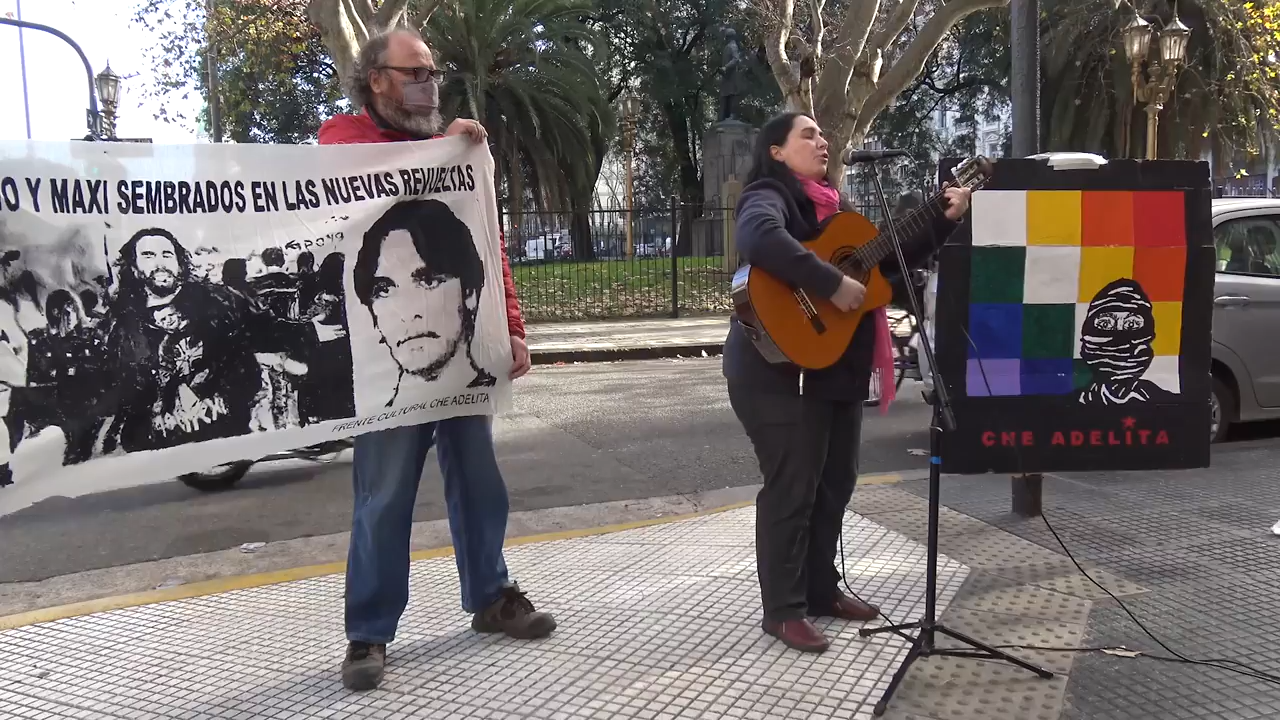 O Y MAXI SEMBRADOS EN LAS NUEVAS REVUELTAS
FRENTE CULTURAL CHE ADELITA
CHE ADELITA